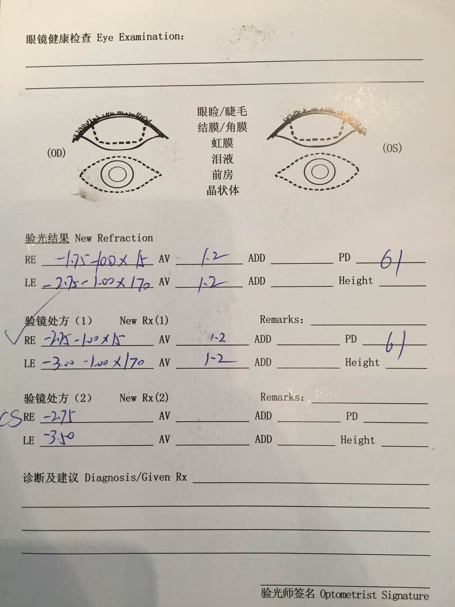 眼镜健康检查 Eye Examination:
眼睑/睫毛
结膜/角膜
虹膜
泪液
前房
晶状体
(OD)
(OS)
验光结果 New Refraction
RE -1.75 -1.00 x 15 AV 1.2 ADD PD 61
LE -2.75 -1.00 x 170 AV 1.2 ADD Height
验镜处方 (1) New Rx(1) Remarks:
RE -2.25 -1.00 x 15 AV 1.2 ADD PD 61
LE -3.00 -1.00 x 170 AV 1.2 ADD Height
验镜处方 (2) New Rx(2) Remarks:
RE -2.75 AV ADD PD
LE -3.50 AV ADD Height
诊断及建议 Diagnosis/Given Rx
验光师签名 Optometrist Signature